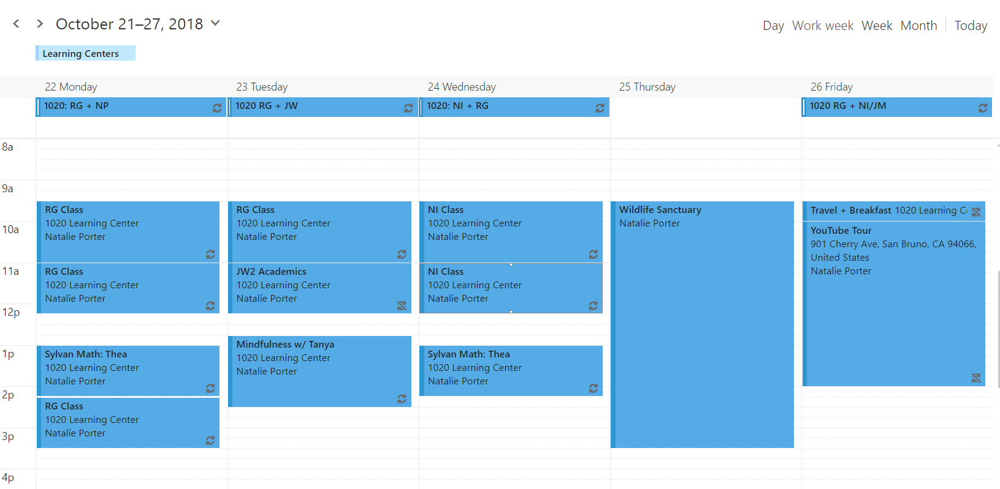 October 21–27, 2018
Day Work week Week Month Today
Learning Centers
22 Monday
23 Tuesday
24 Wednesday
25 Thursday
26 Friday
1020: RG + NP
1020 RG + JW
1020: NI + RG
1020 RG + NI/JM
8a
9a
10a
11a
12p
1p
2p
3p
4p
RG Class
1020 Learning Center
Natalie Porter
RG Class
1020 Learning Center
Natalie Porter
Sylvan Math: Thea
1020 Learning Center
Natalie Porter
RG Class
1020 Learning Center
Natalie Porter
RG Class
1020 Learning Center
Natalie Porter
JW2 Academics
1020 Learning Center
Natalie Porter
Mindfulness w/ Tanya
1020 Learning Center
Natalie Porter
NI Class
1020 Learning Center
Natalie Porter
NI Class
1020 Learning Center
Natalie Porter
Sylvan Math: Thea
1020 Learning Center
Natalie Porter
Wildlife Sanctuary
Natalie Porter
Travel + Breakfast 1020 Learning
YouTube Tour
901 Cherry Ave, San Bruno, CA 94066,
United States
Natalie Porter